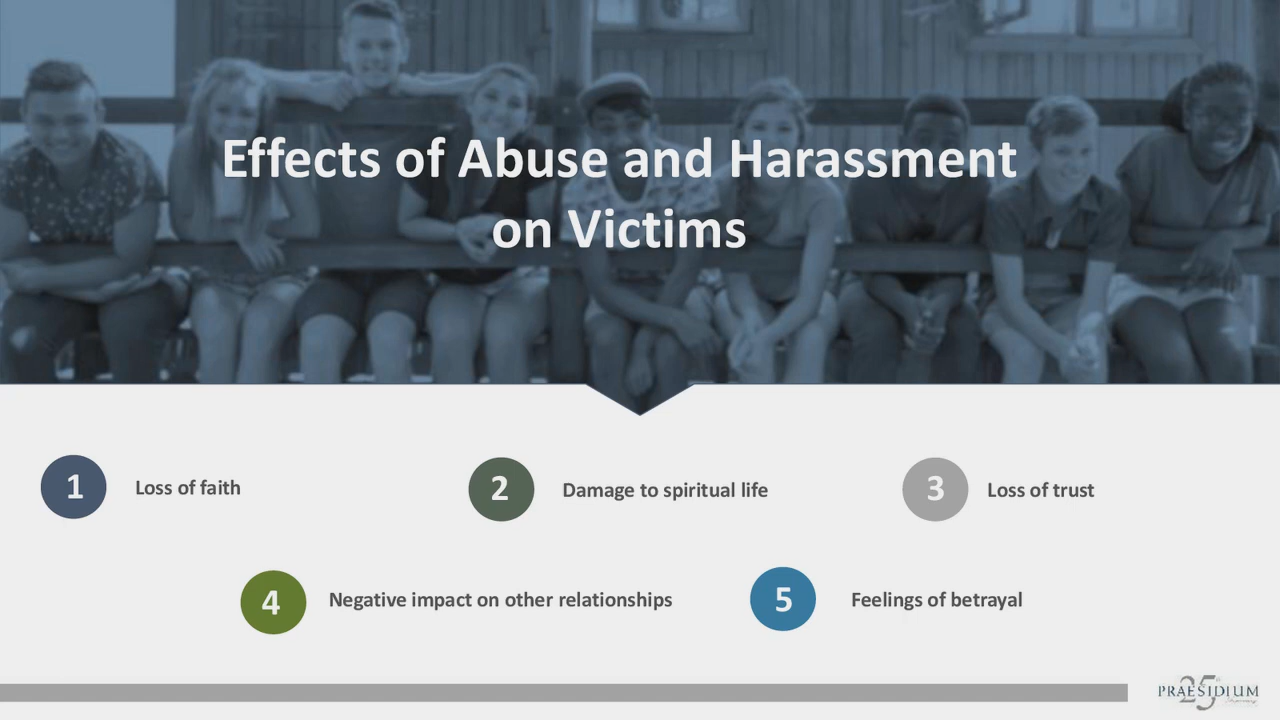 Effects of Abuse and Harassment
on Victims
1 Loss of faith
2 Damage to spiritual life
3 Loss of trust
4 Negative impact on other relationships
5 Feelings of betrayal
25
PRAESIDIUM